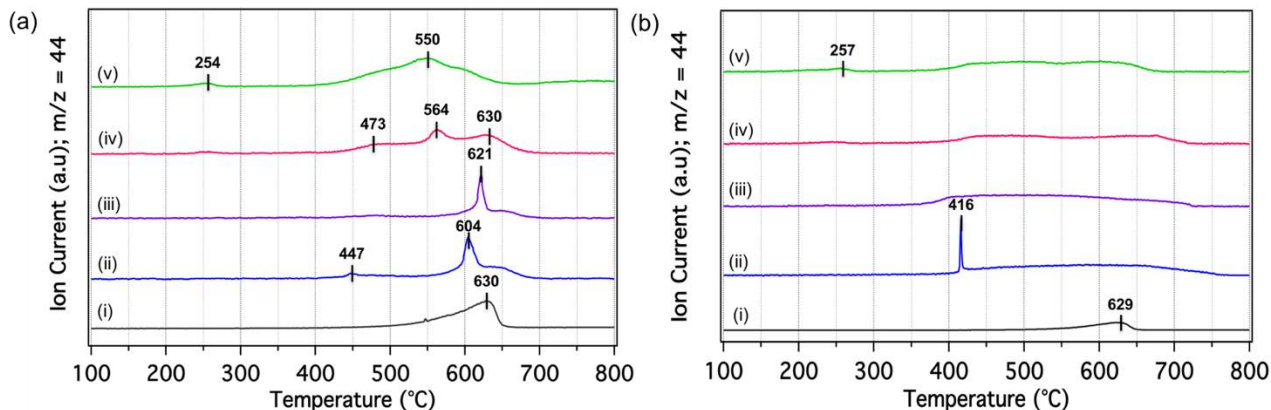 (a)
Ion Current (a.u); m/z = 44
(v)
254
550
(iv)
473
564
630
(iii)
621
(ii)
447
604
(i)
630
100 200 300 400 500 600 700 800
Temperature (°C)
(b)
Ion Current (a.u); m/z = 44
(v)
257
(iv)
(iii)
(ii)
416
(i)
629
100 200 300 400 500 600 700 800
Temperature (°C)